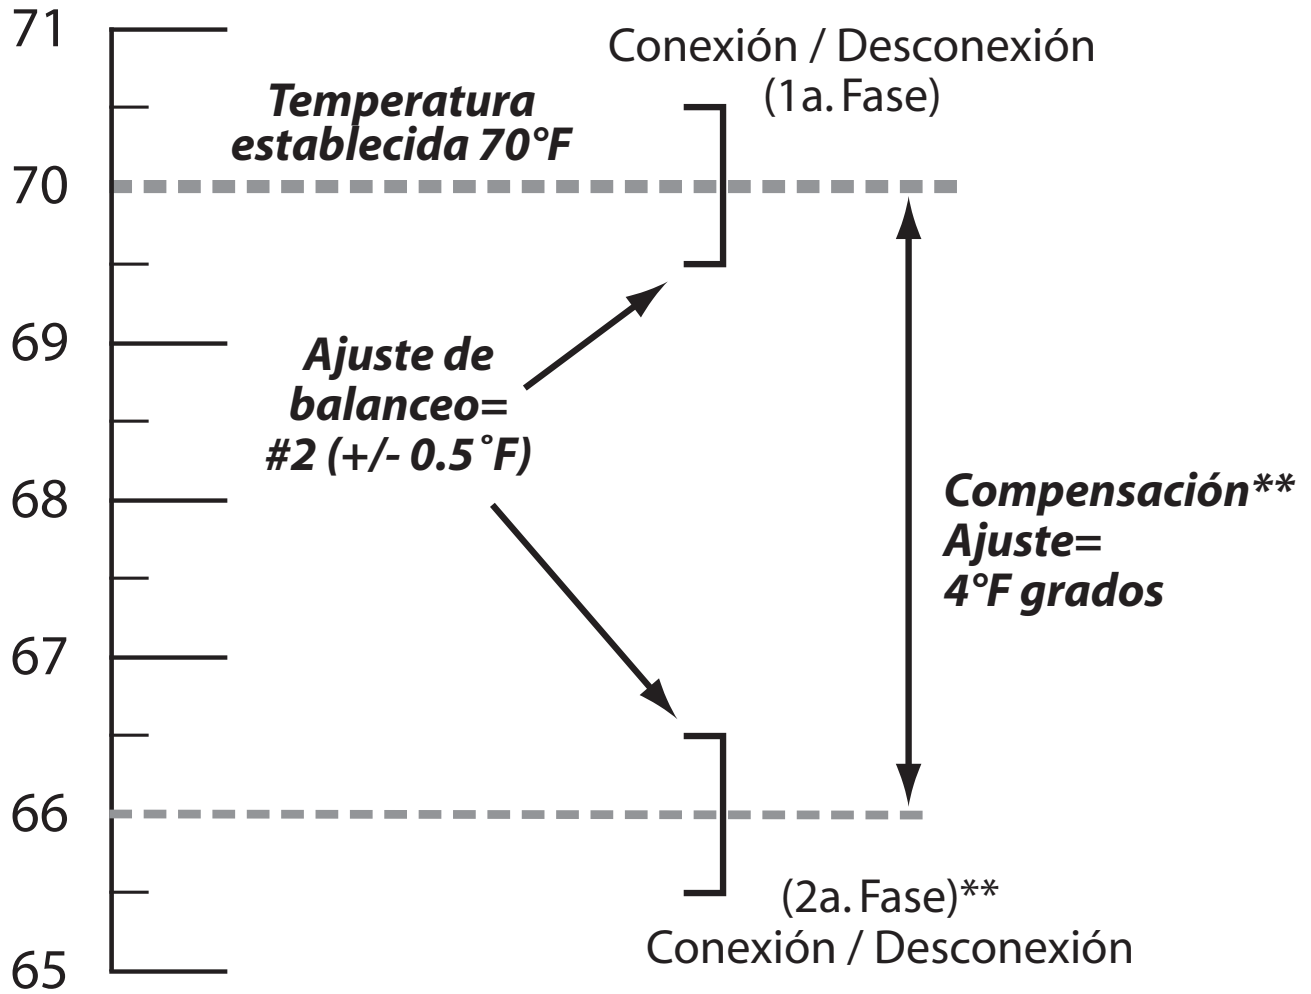 71
Conexión / Desconexión
(1a. Fase)
Temperatura
establecida 70°F
70
69
Ajuste de
balanceo=
#2 (+/- 0.5˚F)
68
Compensación**
Ajuste=
4°F grados
67
66
(2a. Fase)**
Conexión / Desconexión
65